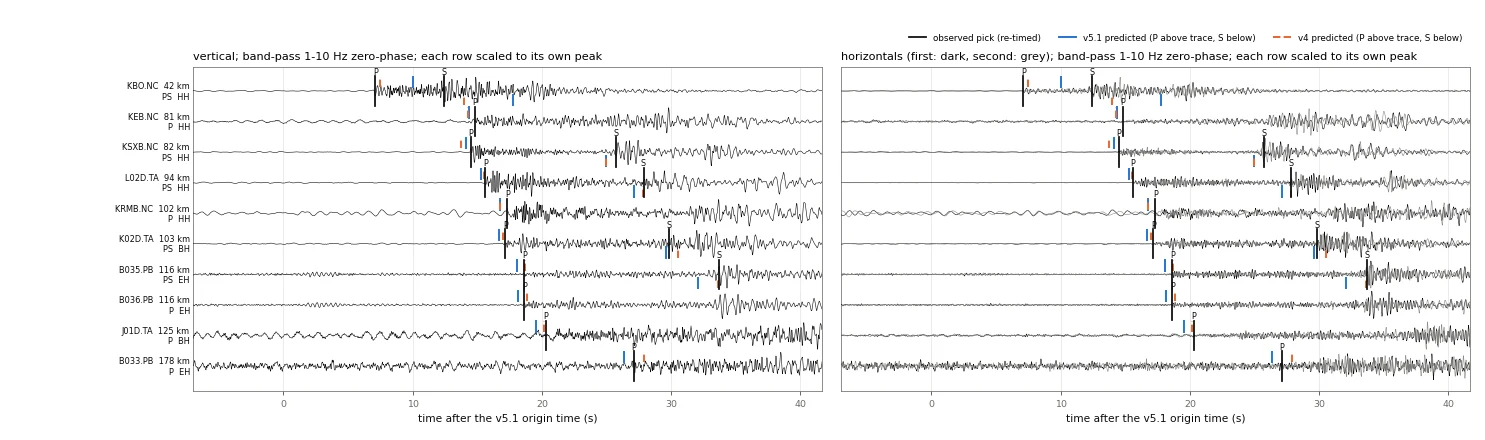 observed pick (re-timed) v5.1 predicted (P above trace, S below) v4 predicted (P above trace, S below)
vertical; band-pass 1-10 Hz zero-phase; each row scaled to its own peak
horizontals (first: dark, second: grey); band-pass 1-10 Hz zero-phase; each row scaled to its own peak
KBO.NC 42 km
PS HH
KEB.NC 81 km
P HH
KSXB.NC 82 km
PS HH
L02D.TA 94 km
PS HH
KRMB.NC 102 km
P HH
K02D.TA 103 km
PS BH
B035.PB 116 km
PS EH
B036.PB 116 km
P EH
J01D.TA 125 km
P BH
B033.PB 178 km
P EH
P S
P
P S
P S
P
P S
P S
P
P
P
P S
P
P S
P S
P
P S
P S
P
P
P
0 10 20 30 40
0 10 20 30 40
time after the v5.1 origin time (s)
time after the v5.1 origin time (s)